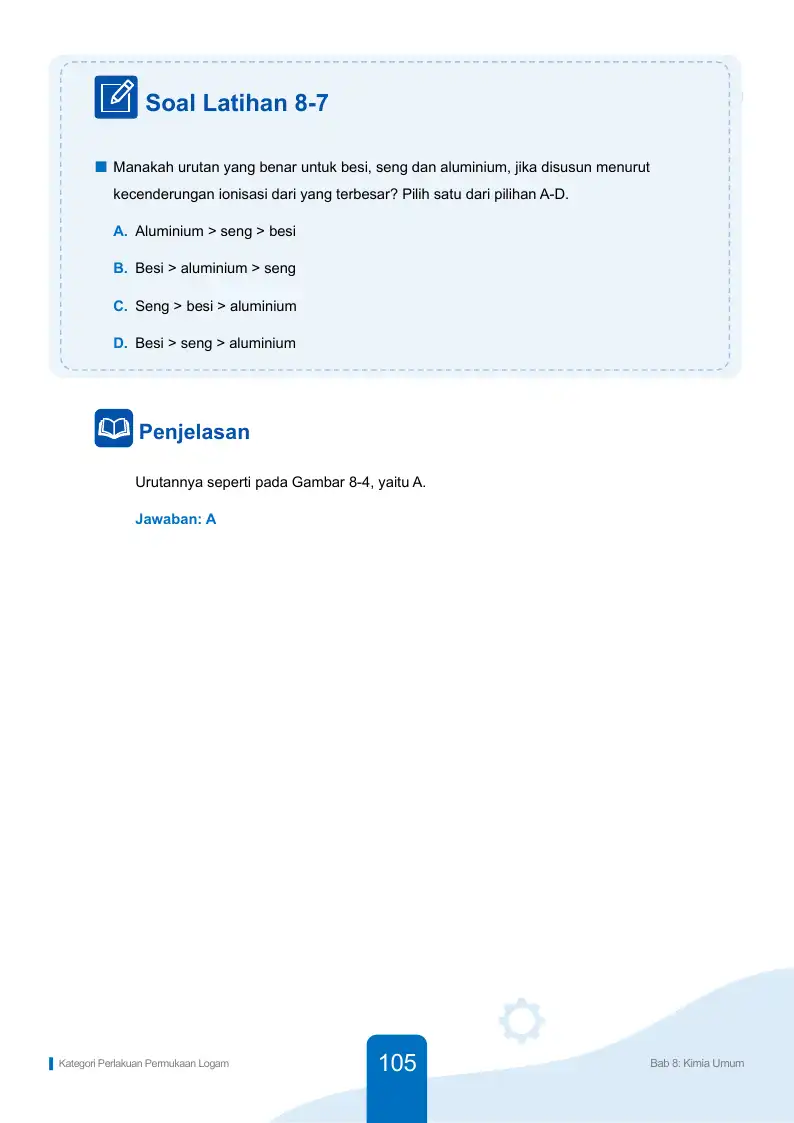 Soal Latihan 8-7
Manakah urutan yang benar untuk besi, seng dan aluminium, jika disusun menurut
kecenderungan ionisasi dari yang terbesar? Pilih satu dari pilihan A-D.
A. Aluminium > seng > besi
B. Besi > aluminium > seng
C. Seng > besi > aluminium
D. Besi > seng > aluminium
Penjelasan
Urutannya seperti pada Gambar 8-4, yaitu A.
Jawaban: A
Kategori Perlakuan Permukaan Logam
105
Bab 8: Kimia Umum